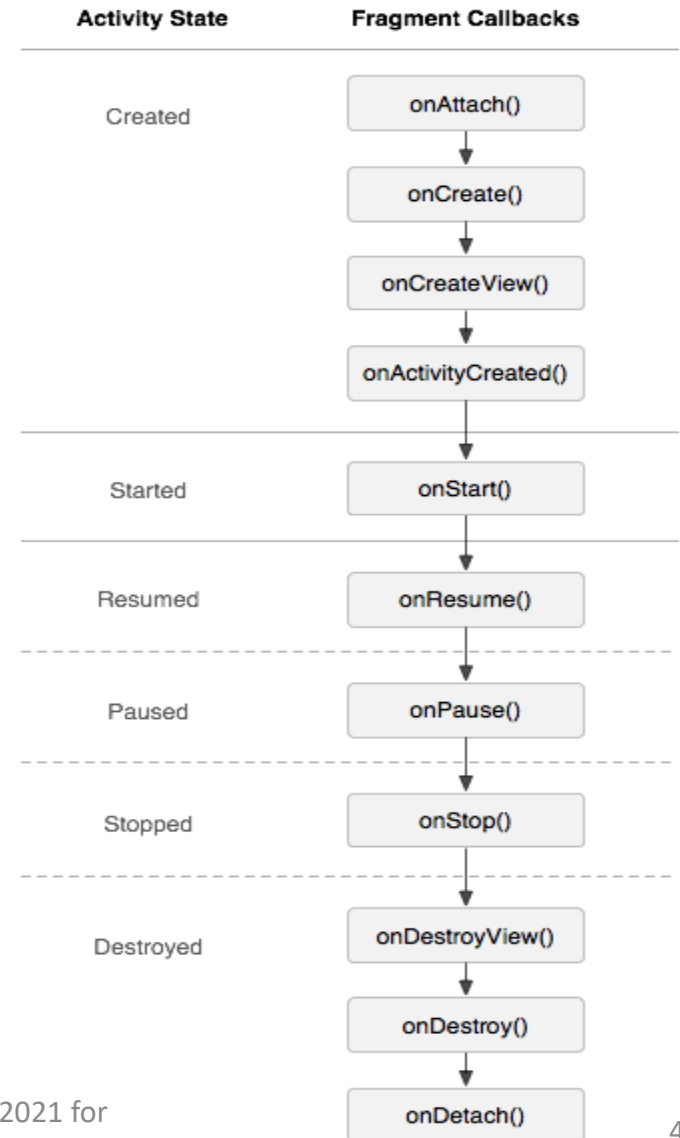 Activity State Fragment Callbacks
Created onAttach()
onCreate()
onCreateView()
onActivityCreated()
Started onStart()
Resumed onResume()
Paused onPause()
Stopped onStop()
Destroyed onDestroyView()
onDestroy()
onDetach()
2021 for
4